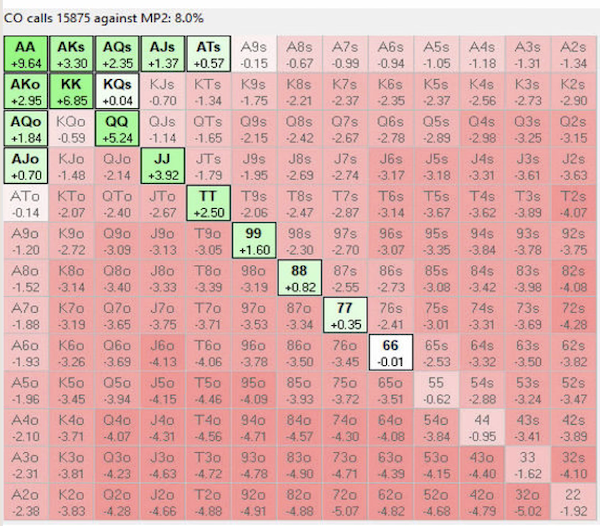 CO calls 15875 against MP2: 8.0%
AA AKs AQs AJs ATs A9s A8s A7s A6s A5s A4s A3s A2s
+9.64 +3.30 +2.35 +1.37 +0.57 -0.15 -0.67 -0.99 -0.94 -1.05 -1.18 -1.31 -1.34
AKo KK KQs KJs KTs K9s K8s K7s K6s K5s K4s K3s K2s
+2.95 +6.85 +0.04 -0.70 -1.34 -1.75 -2.21 -2.37 -2.35 -2.37 -2.56 -2.73 -2.90
AQo KQo QQ QJs QTs Q9s Q8s Q7s Q6s Q5s Q4s Q3s Q2s
+1.84 -0.59 +5.24 -1.14 -1.65 -2.15 -2.42 -2.67 -2.78 -2.89 -2.98 -3.25 -3.15
AJo KJo QJo JJ JTs J9s J8s J7s J6s J5s J4s J3s J2s
+0.70 -1.48 -2.14 +3.92 -1.79 -1.95 -2.69 -2.74 -3.17 -3.18 -3.31 -3.61 -3.63
ATo KTo QTo JTo TT T9s T8s T7s T6s T5s T4s T3s T2s
-0.14 -2.07 -2.40 -2.67 +2.50 -2.06 -2.47 -2.87 -3.14 -3.67 -3.62 -3.89 -4.07
A9o K9o Q9o J9o T9o 99 98s 97s 96s 95s 94s 93s 92s
-1.20 -2.72 -3.09 -3.13 -3.05 +1.60 -2.30 -2.70 -3.07 -3.35 -3.84 -3.78 -3.75
A8o K8o Q8o J8o T8o 98o 88 87s 86s 85s 84s 83s 82s
-1.52 -3.14 -3.40 -3.33 -3.39 -3.19 +0.82 -2.55 -2.73 -3.08 -3.42 -3.98 -4.08
A7o K7o Q7o J7o T7o 97o 87o 77 76s 75s 74s 73s 72s
-1.88 -3.19 -3.65 -3.75 -3.71 -3.53 -3.34 +0.35 -2.41 -3.01 -3.31 -3.69 -4.28
A6o K6o Q6o J6o T6o 96o 86o 76o 66 65s 64s 63s 62s
-1.93 -3.26 -3.69 -4.13 -4.06 -3.78 -3.50 -3.45 -0.01 -2.53 -3.32 -3.50 -3.82
A5o K5o Q5o J5o T5o 95o 85o 75o 65o 55 54s 53s 52s
-1.96 -3.45 -3.94 -4.15 -4.46 -4.09 -3.93 -3.72 -3.51 -0.62 -2.88 -3.24 -3.47
A4o K4o Q4o J4o T4o 94o 84o 74o 64o 54o 44 43s 42s
-2.10 -3.71 -4.07 -4.31 -4.56 -4.71 -4.57 -4.30 -4.08 -3.84 -0.95 -3.41 -3.89
A3o K3o Q3o J3o T3o 93o 83o 73o 63o 53o 43o 33 32s
-2.31 -3.81 -4.23 -4.63 -4.72 -4.78 -4.90 -4.71 -4.39 -4.15 -4.40 -1.62 -4.10
A2o K2o Q2o J2o T2o 92o 82o 72o 62o 52o 42o 32o 22
-2.38 -3.83 -4.28 -4.66 -4.88 -4.91 -4.88 -5.07 -4.82 -4.68 -4.79 -5.02 -1.92